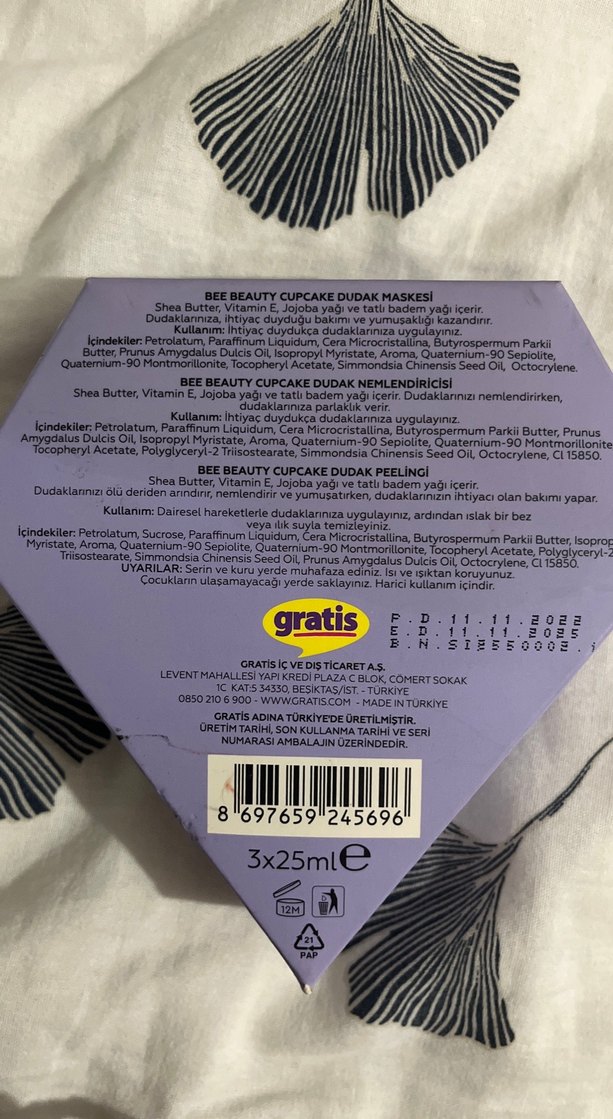 BEE BEAUTY CUPCAKE DUDAK MASKESİ
Shea Butter, Vitamin E, Jojoba yağı ve tatlı badem yağı içerir.
Dudaklarınıza, ihtiyaç duyduğu bakımı ve yumuşaklığı kazandırır.
Kullanım: İhtiyaç duydukça dudaklarınıza uygulayınız.
İçindekiler: Petrolatum, Paraffinum Liquidum, Cera Microcristallina, Butyrospermum Parkii
Butter, Prunus Amygdalus Dulcis Oil, Isopropyl Myristate, Aroma, Quaternium-90 Sepiolite,
Quaternium-90 Montmorillonite, Tocopheryl Acetate, Simmondsia Chinensis Seed Oil, Octocrylene.
BEE BEAUTY CUPCAKE DUDAK NEMLENDİRİCİSİ
Shea Butter, Vitamin E, Jojoba yağı ve tatlı badem yağı içerir. Dudaklarınızı nemlendirirken,
dudaklarınıza parlaklık verir.
Kullanım: İhtiyaç duydukça dudaklarınıza uygulayınız.
İçindekiler: Petrolatum, Paraffinum Liquidum, Cera Microcristallina, Butyrospermum Parkii Butter, Prunus
Amygdalus Dulcis Oil, Isopropyl Myristate, Aroma, Quaternium-90 Sepiolite, Quaternium-90 Montmorillonite
Tocopheryl Acetate, Polyglyceryl-2 Triisostearate, Simmondsia Chinensis Seed Oil, Octocrylene, Cl 15850.
BEE BEAUTY CUPCAKE DUDAK PEELİNGİ
Shea Butter, Vitamin E, Jojoba yağı ve tatlı badem yağı içerir.
Dudaklarınızı ölü deriden arındırır, nemlendirir ve yumuşatırken, dudaklarınızın ihtiyacı olan bakımı yapar.
Kullanım: Dairesel hareketlerle dudaklarınıza uygulayınız, ardından ıslak bir bez
veya ılık suyla temizleyiniz.
İçindekiler: Petrolatum, Sucrose, Paraffinum Liquidum, Cera Microcristallina, Butyrospermum Parkii Butter, Isoprop
Myristate, Aroma, Quaternium-90 Sepiolite, Quaternium-90 Montmorillonite, Tocopheryl Acetate, Polyglyceryl-2
Triisostearate, Simmondsia Chinensis Seed Oil, Prunus Amygdalus Dulcis Oil, Octocrylene, Cl 15850.
UYARILAR: Serin ve kuru yerde muhafaza ediniz. Isı ve ışıktan koruyunuz.
Çocukların ulaşamayacağı yerde saklayınız. Harici kullanım içindir.
gratis
P.D.11.11.2022
E.D.11.11.2025
B.N.
GRATİS İÇ VE DIŞ TİCARET A.Ş.
LEVENT MAHALLESİ YAPI KREDİ PLAZA C BLOK, CÖMERT SOKAK
1C KAT:5 34330, BEŞİKTAŞ/İST. - TÜRKİYE
0850 210 6 900 - WWW.GRATIS.COM - MADE IN TÜRKİYE
GRATİS ADINA TÜRKİYE'DE ÜRETİLMİŞTİR.
ÜRETİM TARİHİ, SON KULLANMA TARİHİ VE SERİ
NUMARASI AMBALAJIN ÜZERİNDEDİR.
8 697659 245696
3x25ml e
12M
21
PAP